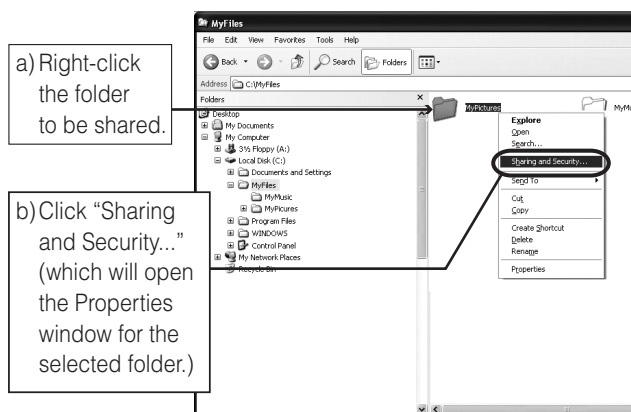 a) Right-click
the folder
to be shared.
b) Click “Sharing
and Security...”
(which will open
the Properties
window for the
selected folder.)
MyFiles
File Edit View Favorites Tools Help
Back Search Folders
Address C:\MyFiles
Folders
Desktop
My Documents
My Computer
3½ Floppy (A:)
Local Disk (C:)
Documents and Settings
MyFiles
MyMusic
MyPicures
Program Files
WINDOWS
Control Panel
My Network Places
Recycle Bin
MyPictures
Explore
Open
Search...
Sharing and Security...
Send To
Cut
Copy
Create Shortcut
Delete
Rename
Properties